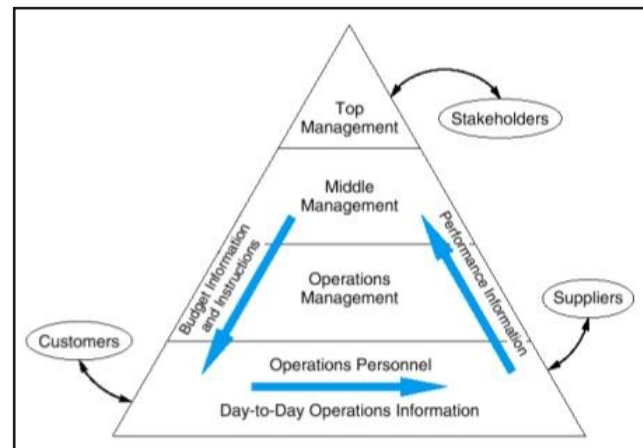 Top
Management
Stakeholders
Middle
Management
Budget Information
and Instructions
Performance Information
Operations
Management
Suppliers
Customers
Operations Personnel
Day-to-Day Operations Information